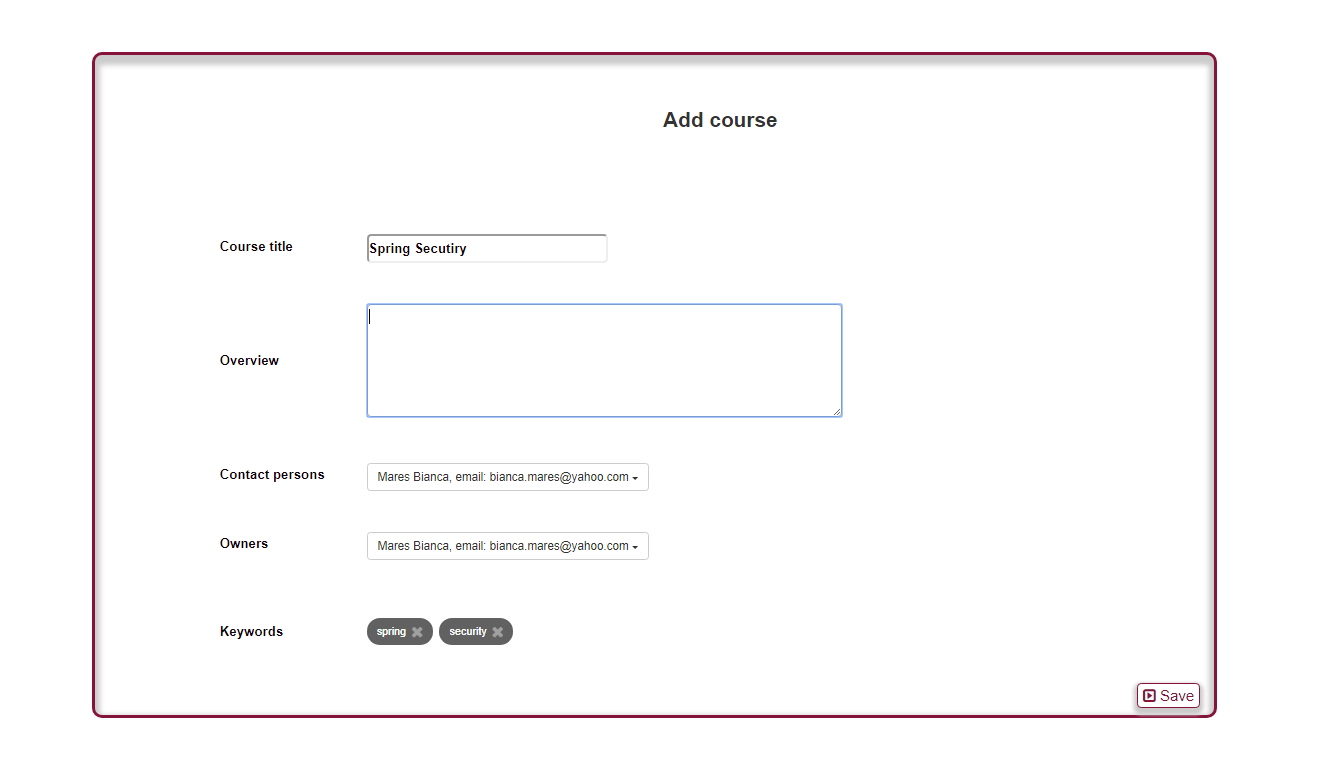 Add course
Course title Spring Secutiry
Overview
Contact persons Mares Bianca, email: bianca.mares@yahoo.com
Owners Mares Bianca, email: bianca.mares@yahoo.com
Keywords spring security
Save